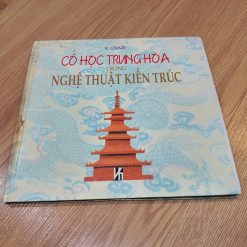 CỔ HỌC TRUNG HOA
TRONG
NGHỆ THUẬT KIẾN TRÚC